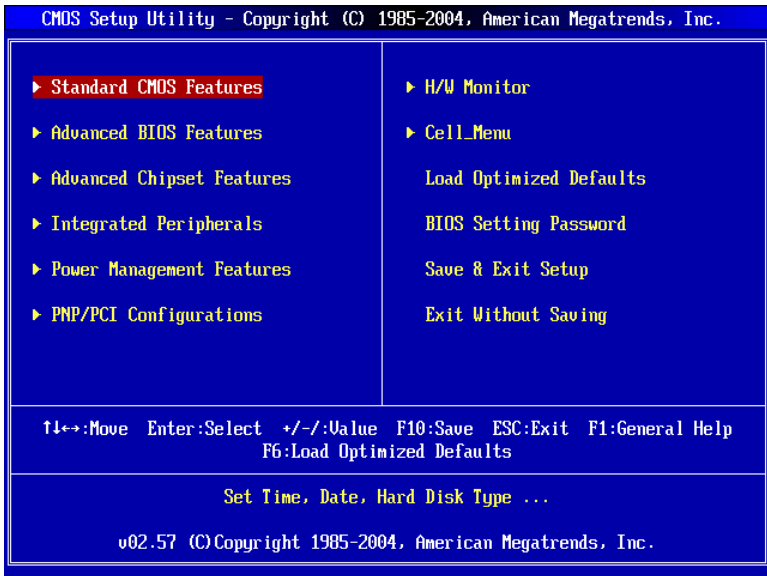 CMOS Setup Utility - Copyright (C) 1985-2004, American Megatrends, Inc.
▶ Standard CMOS Features
▶ Advanced BIOS Features
▶ Advanced Chipset Features
▶ Integrated Peripherals
▶ Power Management Features
▶ PNP/PCI Configurations
▶ H/W Monitor
▶ Cell_Menu
Load Optimized Defaults
BIOS Setting Password
Save & Exit Setup
Exit Without Saving
↑↓←→:Move Enter:Select +/-/:Value F10:Save ESC:Exit F1:General Help
F6:Load Optimized Defaults
Set Time, Date, Hard Disk Type ...
v02.57 (C)Copyright 1985-2004, American Megatrends, Inc.